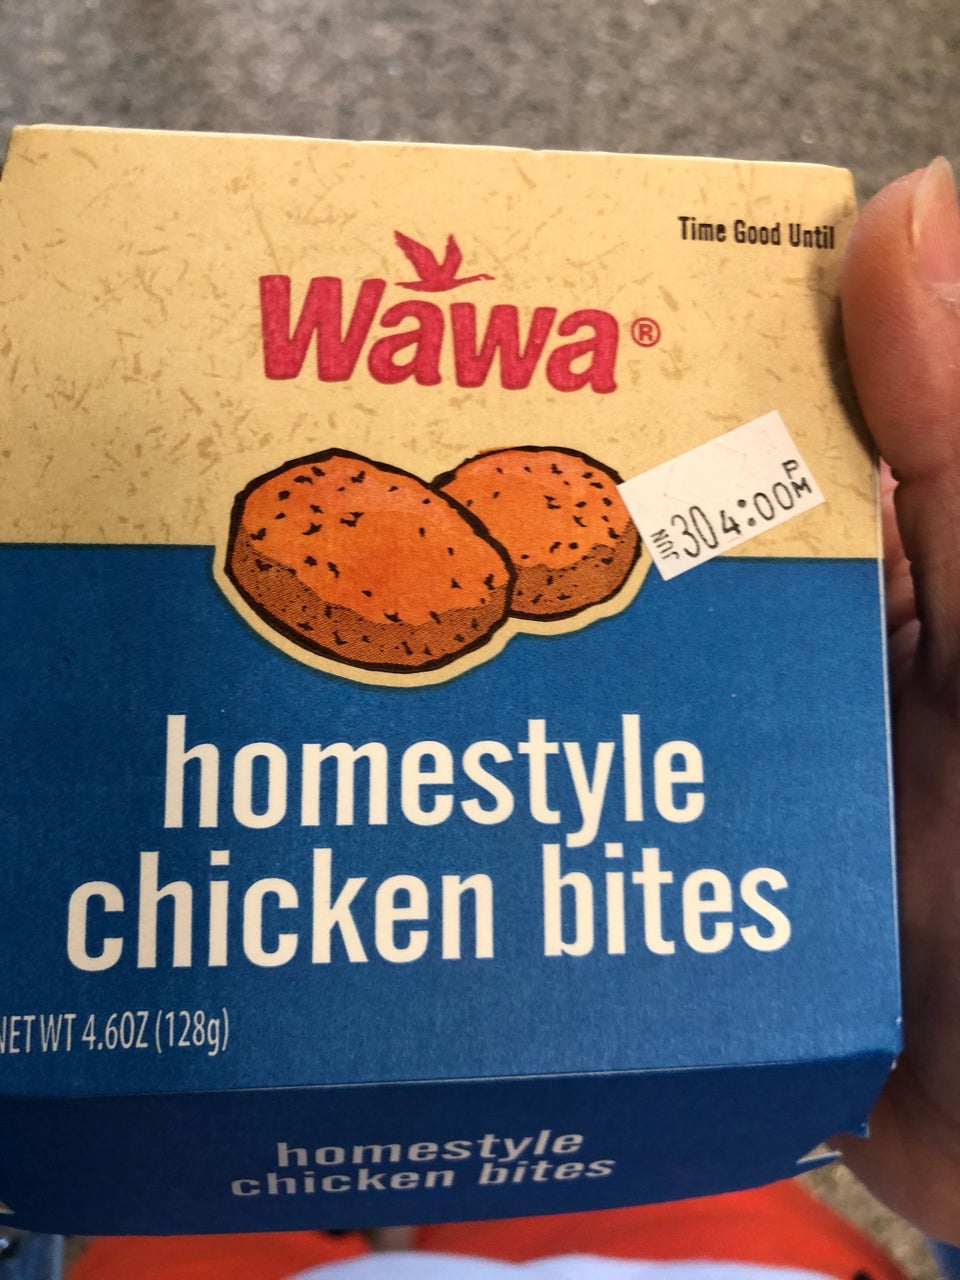 Time Good Until
Wawa®
JUN 30 4:00 PM
homestyle
chicken bites
NET WT 4.6OZ (128g)
homestyle
chicken bites